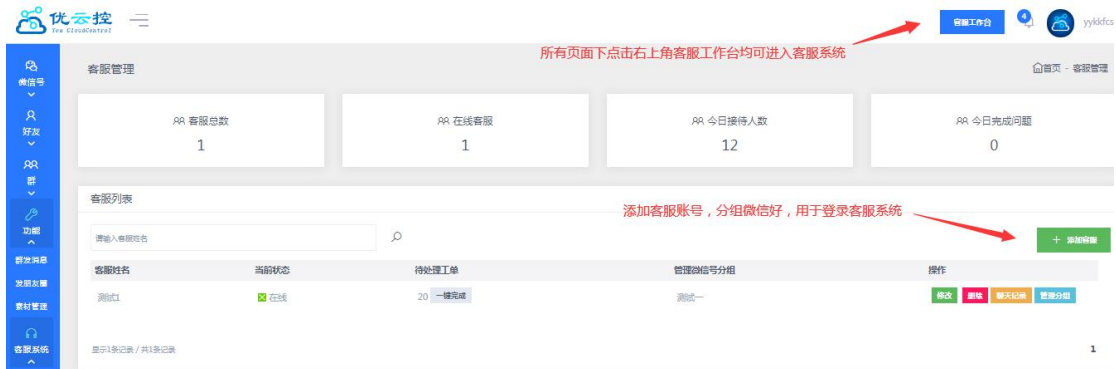 优云控
You CloudControl
客服工作台
4
yykkfcs
所有页面下点击右上角客服工作台均可进入客服系统
微信号
好友
群
功能
群发消息
发朋友圈
素材管理
客服系统
客服管理
首页 - 客服管理
客服总数
1
在线客服
1
今日接待人数
12
今日完成问题
0
客服列表
添加客服账号，分组微信好，用于登录客服系统
请输入客服姓名
+ 添加客服
客服姓名 当前状态 待处理工单 管理微信号分组 操作
测试1 在线 20 一键完成 测试一 修改 删除 聊天记录 管理分组
显示1条记录 / 共1条记录
1